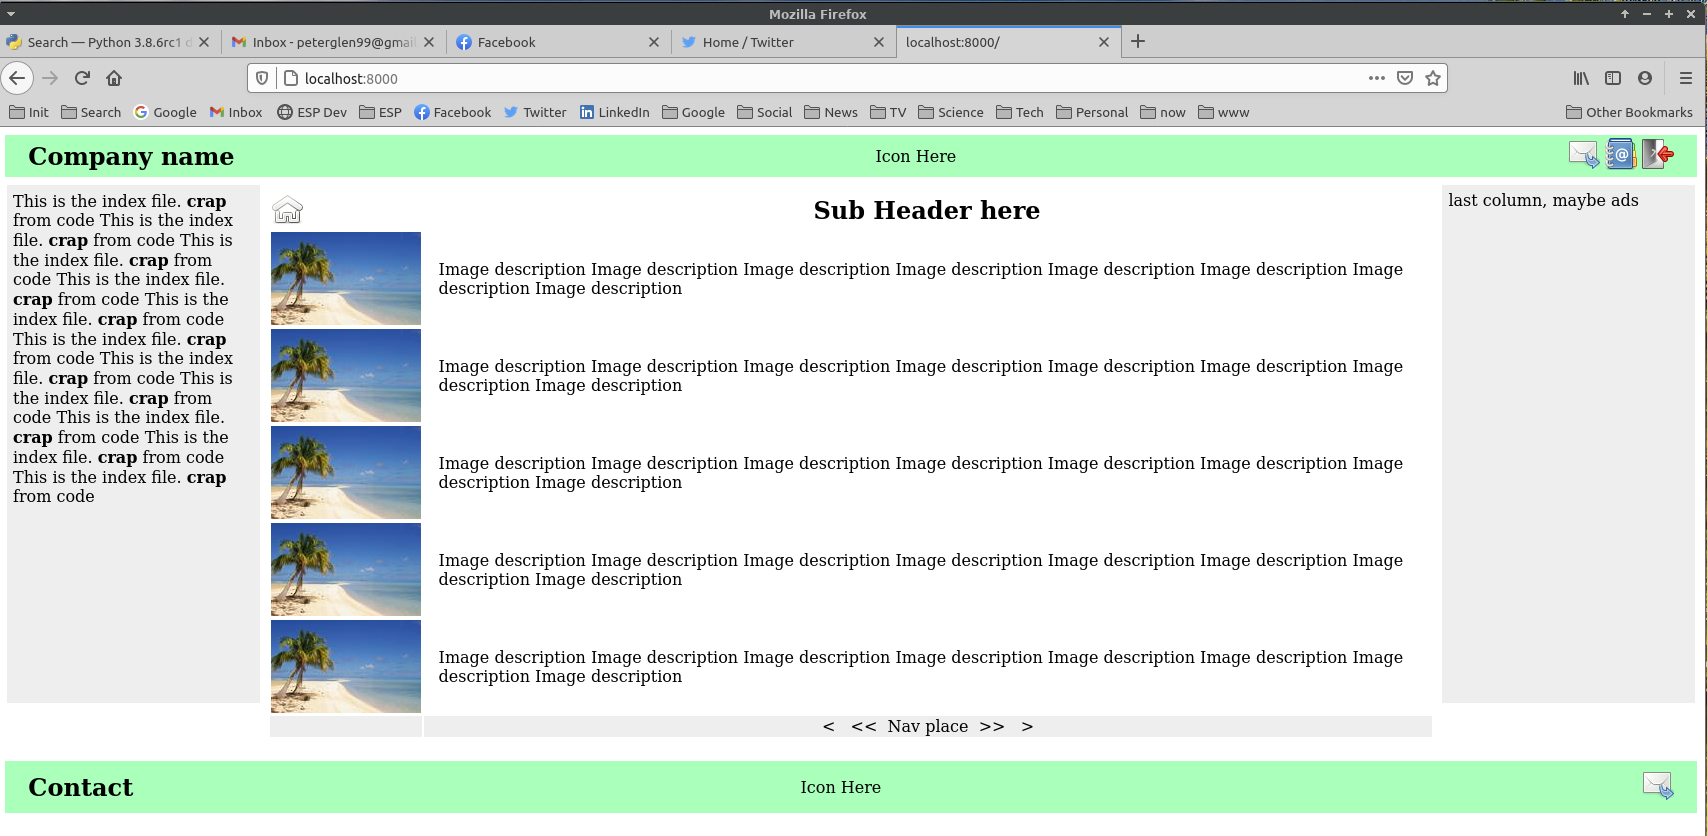 Mozilla Firefox
Search — Python 3.8.6rc1 d
Inbox - peterglen99@gmai
Facebook
Home / Twitter
localhost:8000/
localhost:8000
Init Search Google Inbox ESP Dev ESP Facebook Twitter LinkedIn Google Social News TV Science Tech Personal now www Other Bookmarks
Company name
Icon Here
This is the index file. crap
from code This is the index
file. crap from code This is
the index file. crap from
code This is the index file.
crap from code This is the
index file. crap from code
This is the index file. crap
from code This is the index
file. crap from code This is
the index file. crap from
code This is the index file.
crap from code This is the
index file. crap from code
This is the index file. crap
from code
Sub Header here
Image description Image description Image description Image description Image description Image description Image
description Image description
Image description Image description Image description Image description Image description Image description Image
description Image description
Image description Image description Image description Image description Image description Image description Image
description Image description
Image description Image description Image description Image description Image description Image description Image
description Image description
Image description Image description Image description Image description Image description Image description Image
description Image description
< << Nav place >> >
last column, maybe ads
Contact
Icon Here